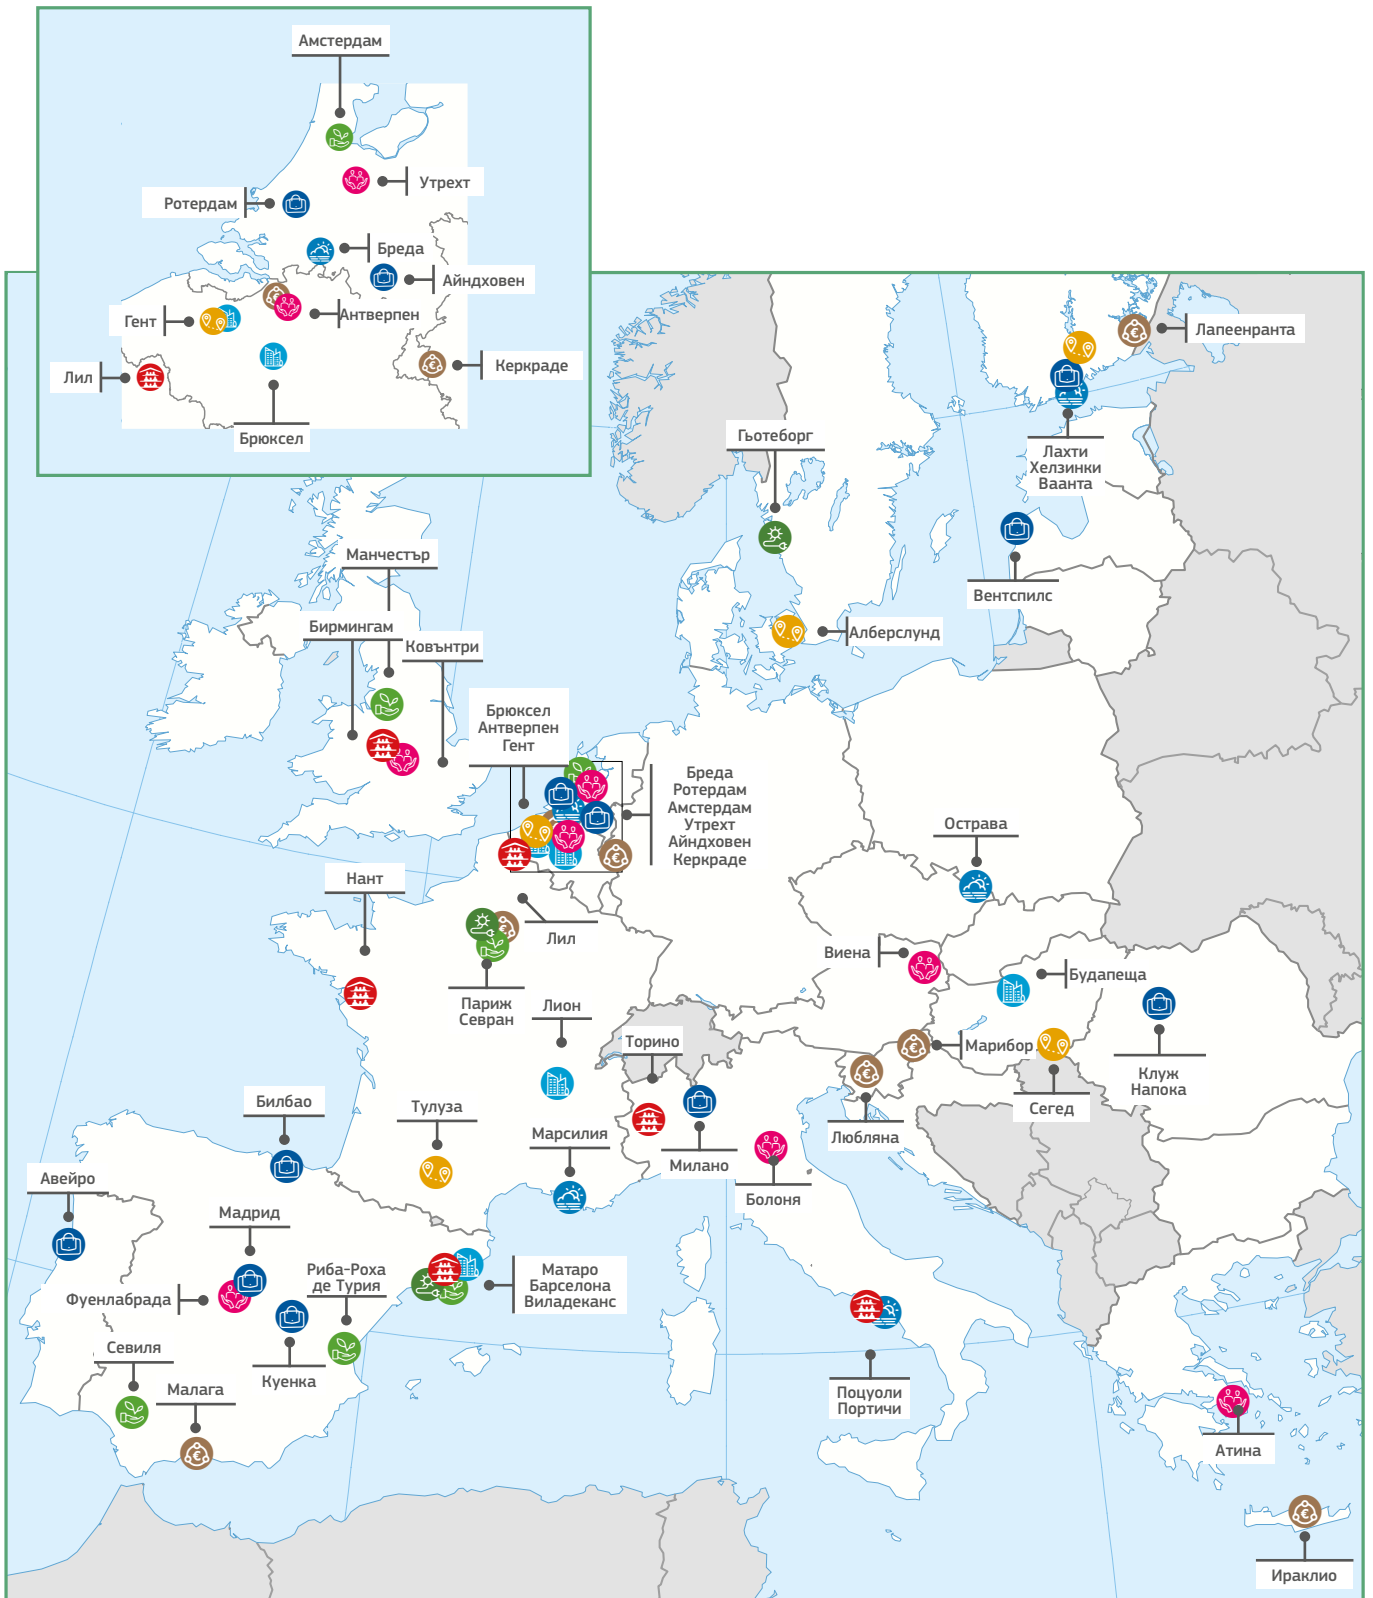 Амстердам
Утрехт
Ротердам
Бреда
Айндховен
Антверпен
Гент
Керкраде
Лил
Брюксел
Лапеенранта
Гьотеборг
Лахти
Хелзинки
Ваанта
Манчестър
Вентспилс
Бирмингам
Ковънтри
Алберслунд
Брюксел
Антверпен
Гент
Бреда
Ротердам
Амстердам
Утрехт
Айндховен
Керкраде
Острава
Нант
Лил
Виена
Будапеща
Париж
Севран
Лион
Торино
Марибор
Клуж
Напока
Сегед
Билбао
Тулуза
Марсилия
Любляна
Милано
Болоня
Авейро
Мадрид
Риба-Роха
де Турия
Матаро
Барселона
Виладеканс
Фуенлабрада
Севиля
Куенка
Малага
Поцуоли
Портичи
Атина
Ираклио